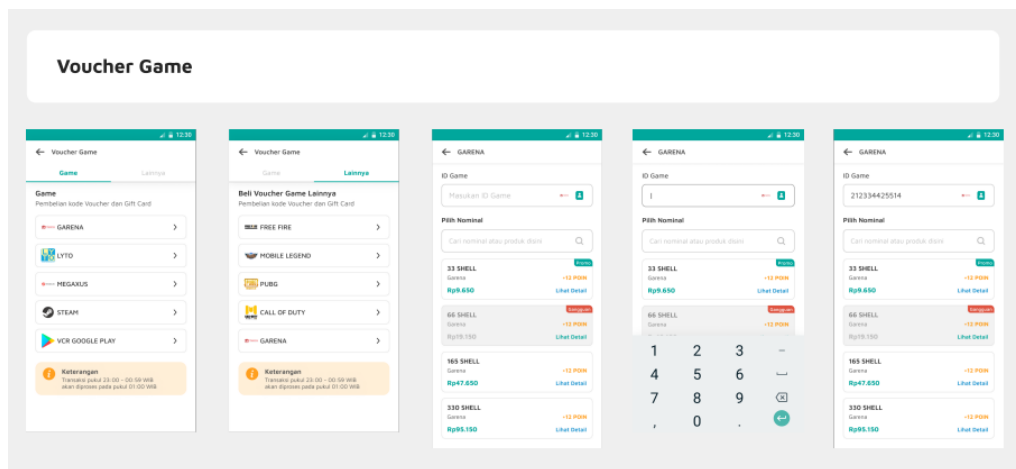 Voucher Game
12:30
Voucher Game
Game Lainnya
Game
Pembelian kode Voucher dan Gift Card
GARENA
LYTO
MEGAXUS
STEAM
VCR GOOGLE PLAY
Keterangan
Transaksi pukul 23:00 - 00:59 WIB
akan diproses pada pukul 01:00 WIB
12:30
Voucher Game
Game Lainnya
Beli Voucher Game Lainnya
Pembelian kode Voucher dan Gift Card
FREE FIRE
MOBILE LEGEND
PUBG
CALL OF DUTY
GARENA
Keterangan
Transaksi pukul 23:00 - 00:59 WIB
akan diproses pada pukul 01:00 WIB
12:30
GARENA
ID Game
Masukan ID Game
Pilih Nominal
Cari nominal atau produk disini
Promo
33 SHELL
Garena +12 POIN
Rp9.650 Lihat Detail
Gangguan
66 SHELL
Garena +12 POIN
Rp19.150 Lihat Detail
165 SHELL
Garena +12 POIN
Rp47.650 Lihat Detail
330 SHELL
Garena +12 POIN
Rp95.150 Lihat Detail
12:30
GARENA
ID Game
Pilih Nominal
Cari nominal atau produk disini
Promo
33 SHELL
Garena +12 POIN
Rp9.650 Lihat Detail
Gangguan
66 SHELL
Garena +12 POIN
1 2 3 -
4 5 6
7 8 9
, 0 .
12:30
GARENA
ID Game
212334425514
Pilih Nominal
Cari nominal atau produk disini
Promo
33 SHELL
Garena +12 POIN
Rp9.650 Lihat Detail
Gangguan
66 SHELL
Garena +12 POIN
Rp19.150 Lihat Detail
165 SHELL
Garena +12 POIN
Rp47.650 Lihat Detail
330 SHELL
Garena +12 POIN
Rp95.150 Lihat Detail